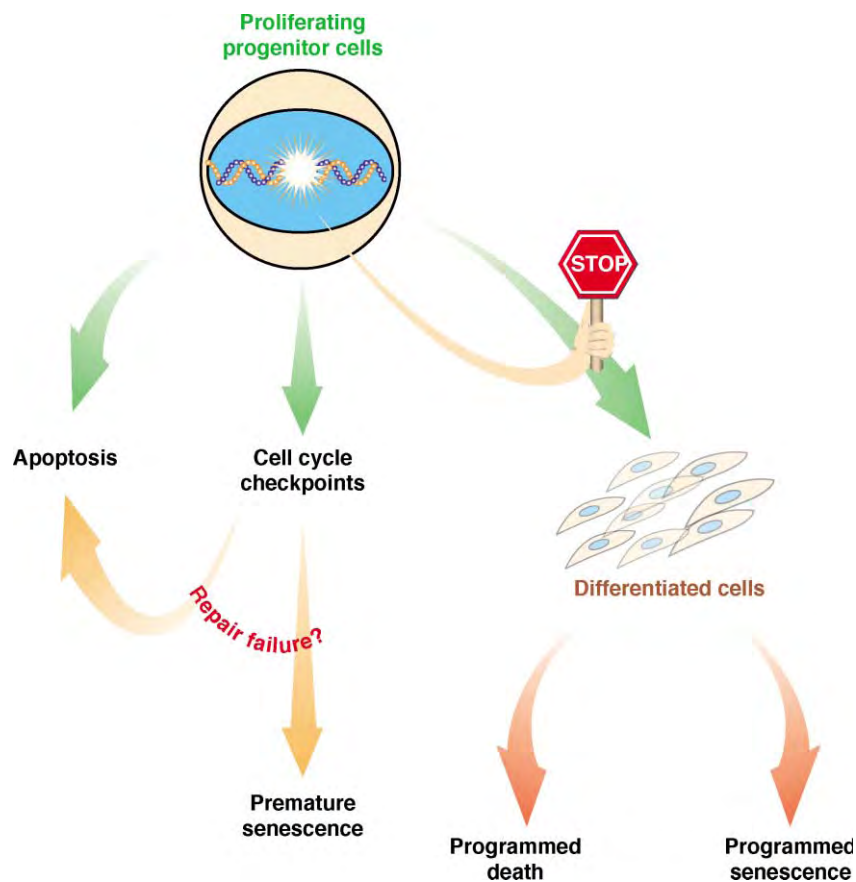 Proliferating
progenitor cells
STOP
Apoptosis
Cell cycle
checkpoints
Differentiated cells
Repair failure?
Premature
senescence
Programmed
death
Programmed
senescence